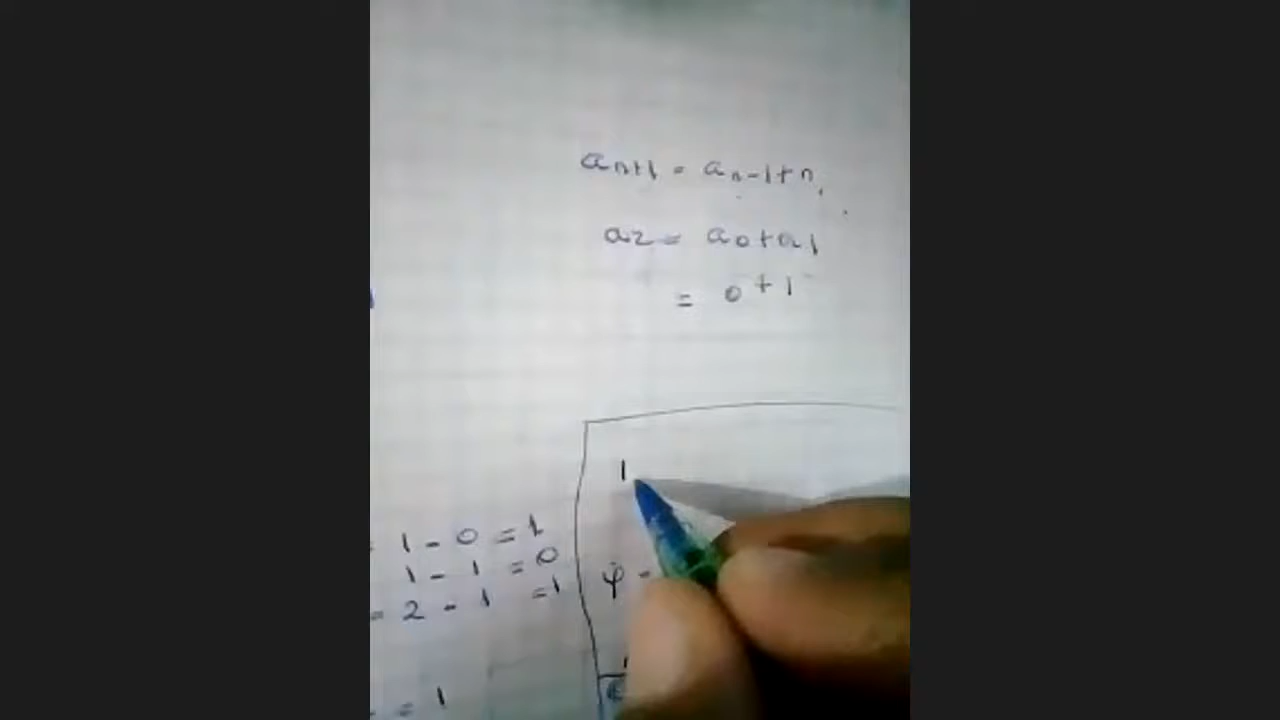 an+1 = an-1+n,
a2 = a0+a1
= 0+1
1
= 1 - 0 = 1
1 - 1 = 0
= 2 - 1 = 1
φ -
= 1